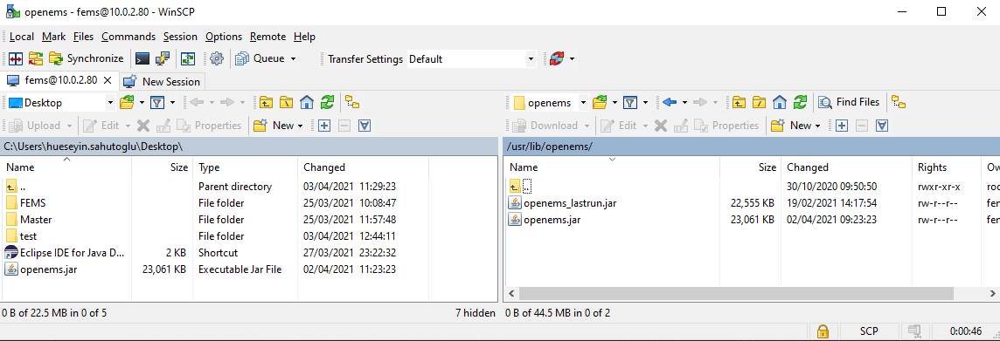 openems - fems@10.0.2.80 - WinSCP
Local Mark Files Commands Session Options Remote Help
Synchronize Queue Transfer Settings Default
fems@10.0.2.80 New Session
Desktop openems Find Files
Upload Edit Properties New Download Edit Properties New
C:\Users\hueseyin.sahutoglu\Desktop\ /usr/lib/openems/
Name Size Type Changed Name Size Changed Rights Ow
.. Parent directory 03/04/2021 11:29:23 .. 30/10/2020 09:50:50 rwxr-xr-x roo
FEMS File folder 25/03/2021 10:08:47 openems_lastrun.jar 22,555 KB 19/02/2021 14:17:54 rw-r--r-- fem
Master File folder 25/03/2021 11:57:48 openems.jar 23,061 KB 02/04/2021 09:23:23 rw-r--r-- fem
test File folder 03/04/2021 12:44:11
Eclipse IDE for Java D... 2 KB Shortcut 27/03/2021 23:22:32
openems.jar 23,061 KB Executable Jar File 02/04/2021 11:23:23
0 B of 22.5 MB in 0 of 5 7 hidden 0 B of 44.5 MB in 0 of 2
SCP 0:00:46